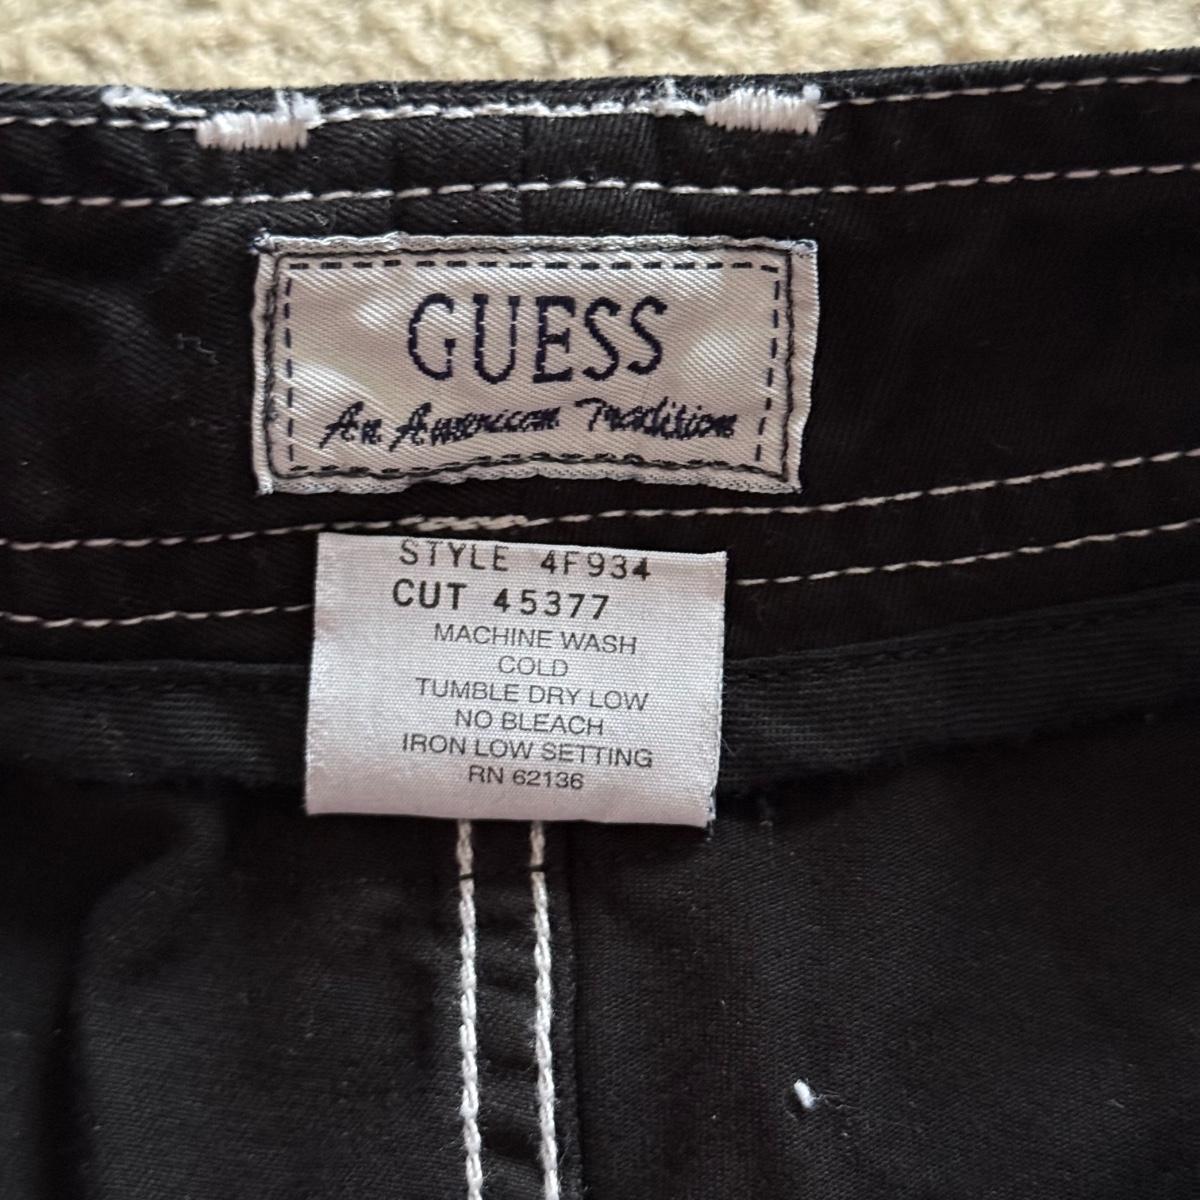 GUESS
An American Tradition
STYLE 4F934
CUT 45377
MACHINE WASH
COLD
TUMBLE DRY LOW
NO BLEACH
IRON LOW SETTING
RN 62136